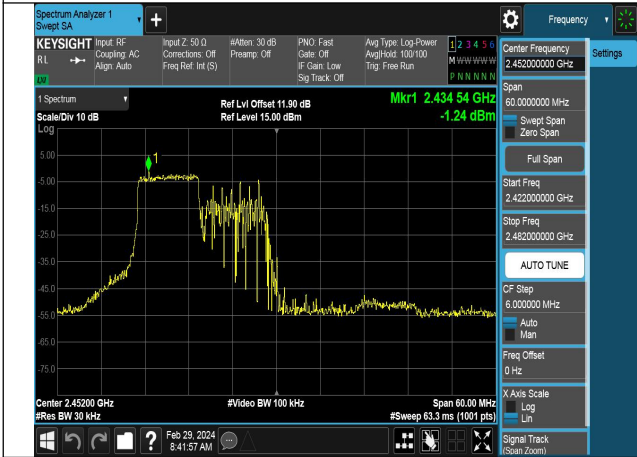 Spectrum Analyzer 1
Swept SA
+
Frequency
KEYSIGHT
RL
Input: RF
Coupling: AC
Align: Auto
Input Z: 50 Ω
Corrections: Off
Freq Ref: Int (S)
#Atten: 30 dB
Preamp: Off
PNO: Fast
Gate: Off
IF Gain: Low
Sig Track: Off
Avg Type: Log-Power
Avg|Hold: 100/100
Trig: Free Run
1 2 3 4 5 6
M W W W W W
P N N N N N
1 Spectrum
Scale/Div 10 dB
Log
Ref Lvl Offset 11.90 dB
Ref Level 15.00 dBm
Mkr1 2.434 54 GHz
-1.24 dBm
1
5.00
-5.00
-15.0
-25.0
-35.0
-45.0
-55.0
-65.0
-75.0
Center 2.45200 GHz
#Res BW 30 kHz
#Video BW 100 kHz
Span 60.00 MHz
#Sweep 63.3 ms (1001 pts)
Center Frequency
2.452000000 GHz
Settings
Span
60.0000000 MHz
Swept Span
Zero Span
Full Span
Start Freq
2.422000000 GHz
Stop Freq
2.482000000 GHz
AUTO TUNE
CF Step
6.000000 MHz
Auto
Man
Freq Offset
0 Hz
X Axis Scale
Log
Lin
Signal Track
(Span Zoom)
?
Feb 29, 2024
8:41:57 AM